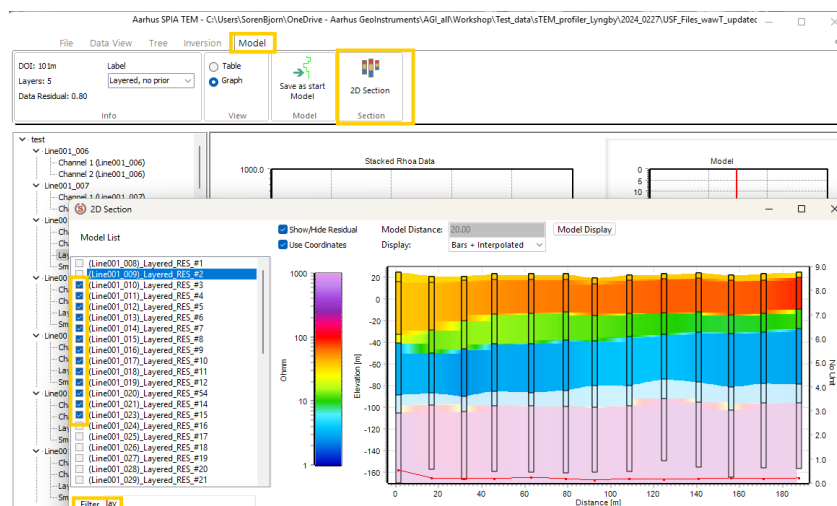 Aarhus SPIA TEM - C:\Users\SorenBjorn\OneDrive - Aarhus GeoInstruments\AGI_all\Workshop\Test_data\sTEM_profiler_Lyngby\2024_0227\USF_Files_wawT_updatec
File Data View Tree Inversion Model
DOI: 101m Label
Layers: 5 Layered, no prior
Data Residual: 0.80
Info
Table
Graph
View
Save as start
Model
Model
2D Section
Section
test
Line001_006
Channel 1 (Line001_006)
Channel 2 (Line001_006)
Line001_007
Channel 1 (Line001_007)
Stacked Rhoa Data
1000.0
Model
0
5
10
2D Section
Model List
Show/Hide Residual
Use Coordinates
Model Distance: 20.00
Model Display
Display: Bars + Interpolated
(Line001_008)_Layered_RES_#1
(Line001_009)_Layered_RES_#2
(Line001_010)_Layered_RES_#3
(Line001_011)_Layered_RES_#4
(Line001_012)_Layered_RES_#5
(Line001_013)_Layered_RES_#6
(Line001_014)_Layered_RES_#7
(Line001_015)_Layered_RES_#8
(Line001_016)_Layered_RES_#9
(Line001_017)_Layered_RES_#10
(Line001_018)_Layered_RES_#11
(Line001_019)_Layered_RES_#12
(Line001_020)_Layered_RES_#54
(Line001_021)_Layered_RES_#14
(Line001_023)_Layered_RES_#15
(Line001_024)_Layered_RES_#16
(Line001_025)_Layered_RES_#17
(Line001_026)_Layered_RES_#18
(Line001_027)_Layered_RES_#19
(Line001_028)_Layered_RES_#20
(Line001_029)_Layered_RES_#21
Filter
1000
100
10
1
Ohmm
Elevation [m]
20
0
-20
-40
-60
-80
-100
-120
-140
-160
0 20 40 60 80 100 120 140 160 180
Distance [m]
9.0
8.0
7.0
6.0
5.0
4.0
3.0
2.0
1.0
0.0
No Unit